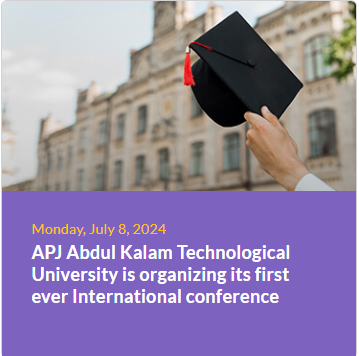 Monday, July 8, 2024
APJ Abdul Kalam Technological
University is organizing its first
ever International conference